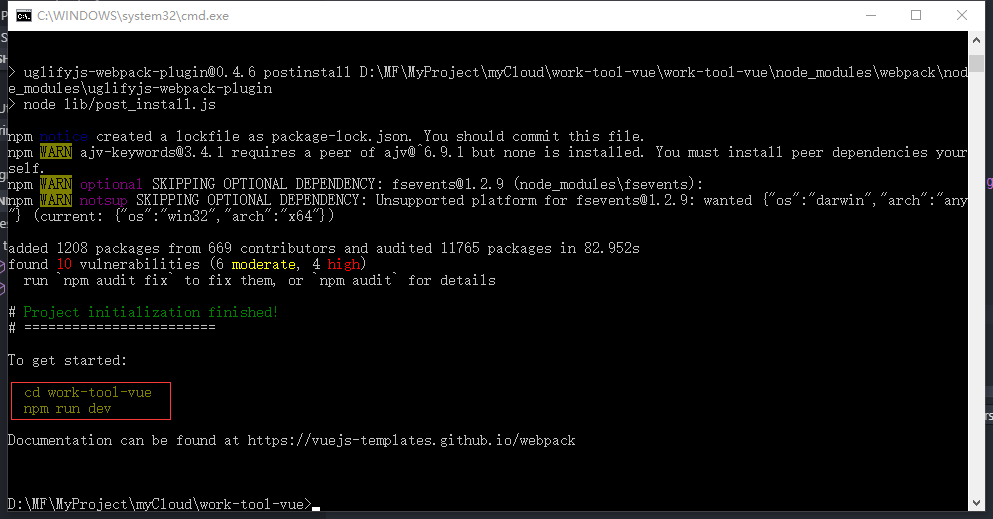 C:\WINDOWS\system32\cmd.exe
> uglifyjs-webpack-plugin@0.4.6 postinstall D:\MF\MyProject\myCloud\work-tool-vue\work-tool-vue\node_modules\webpack\nod
e_modules\uglifyjs-webpack-plugin
> node lib/post_install.js
npm notice created a lockfile as package-lock.json. You should commit this file.
npm WARN ajv-keywords@3.4.1 requires a peer of ajv@^6.9.1 but none is installed. You must install peer dependencies your
self.
npm WARN optional SKIPPING OPTIONAL DEPENDENCY: fsevents@1.2.9 (node_modules\fsevents):
npm WARN notsup SKIPPING OPTIONAL DEPENDENCY: Unsupported platform for fsevents@1.2.9: wanted {"os":"darwin","arch":"any
"} (current: {"os":"win32","arch":"x64"})
added 1208 packages from 669 contributors and audited 11765 packages in 82.952s
found 10 vulnerabilities (6 moderate, 4 high)
run `npm audit fix` to fix them, or `npm audit` for details
# Project initialization finished!
# ========================
To get started:
cd work-tool-vue
npm run dev
Documentation can be found at https://vuejs-templates.github.io/webpack
D:\MF\MyProject\myCloud\work-tool-vue>